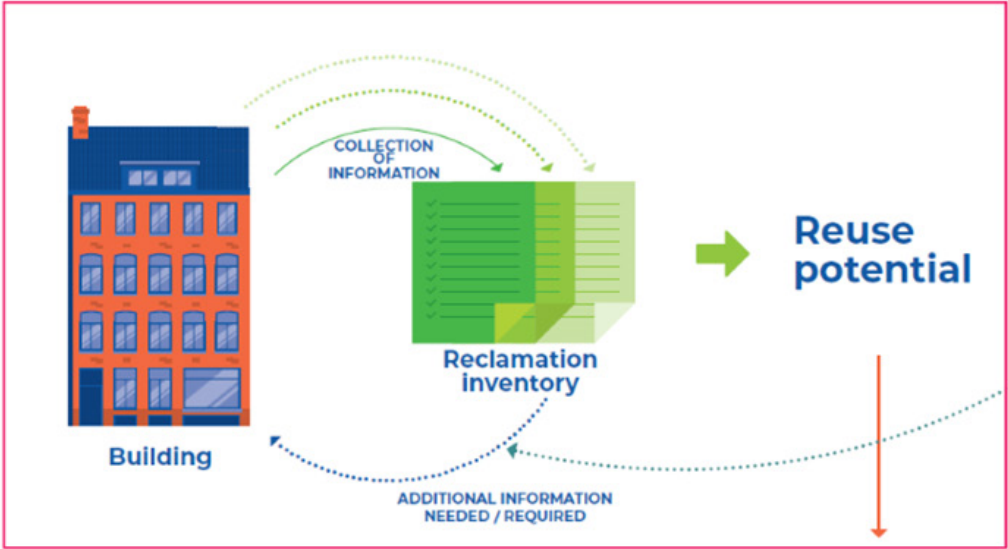 COLLECTION
OF
INFORMATION
Reuse
potential
Reclamation
inventory
Building
ADDITIONAL INFORMATION
NEEDED / REQUIRED